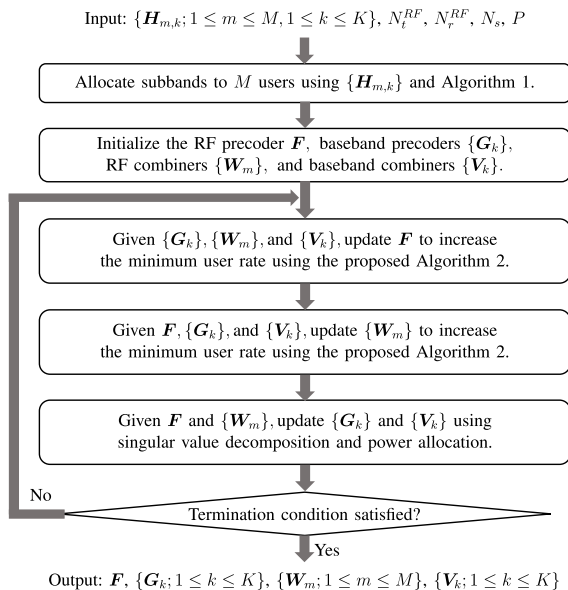 Input: {H_{m,k}; 1 ≤ m ≤ M, 1 ≤ k ≤ K}, N_t^{RF}, N_r^{RF}, N_s, P
Allocate subbands to M users using {H_{m,k}} and Algorithm 1.
Initialize the RF precoder F, baseband precoders {G_k},
RF combiners {W_m}, and baseband combiners {V_k}.
Given {G_k}, {W_m}, and {V_k}, update F to increase
the minimum user rate using the proposed Algorithm 2.
Given F, {G_k}, and {V_k}, update {W_m} to increase
the minimum user rate using the proposed Algorithm 2.
Given F and {W_m}, update {G_k} and {V_k} using
singular value decomposition and power allocation.
No
Termination condition satisfied?
Yes
Output: F, {G_k; 1 ≤ k ≤ K}, {W_m; 1 ≤ m ≤ M}, {V_k; 1 ≤ k ≤ K}